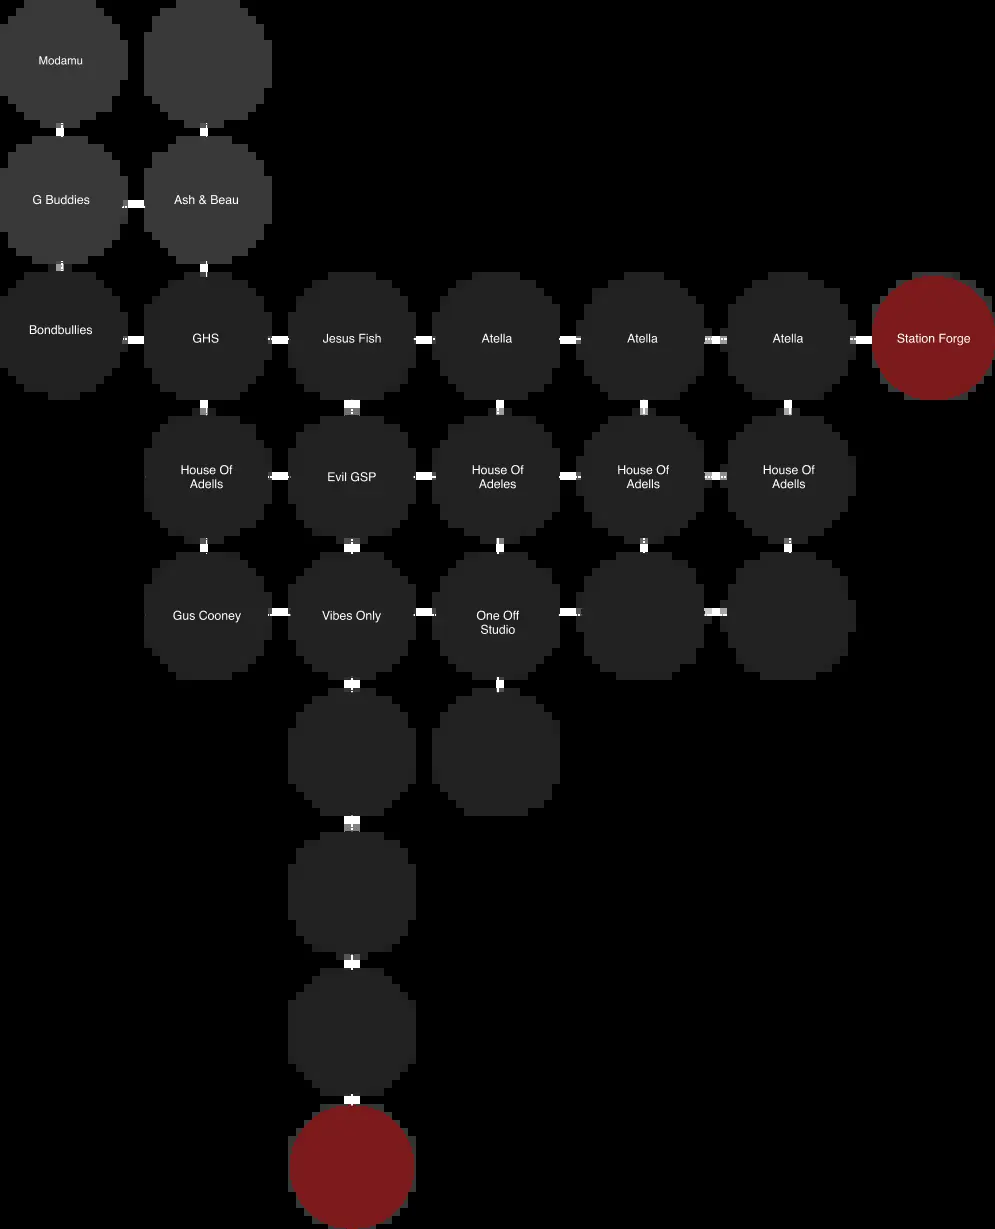 Modamu
G Buddies
Ash & Beau
Bondbullies
GHS
Jesus Fish
Atella
Atella
Atella
Station Forge
House Of
Adells
Evil GSP
House Of
Adeles
House Of
Adells
House Of
Adells
Gus Cooney
Vibes Only
One Off
Studio